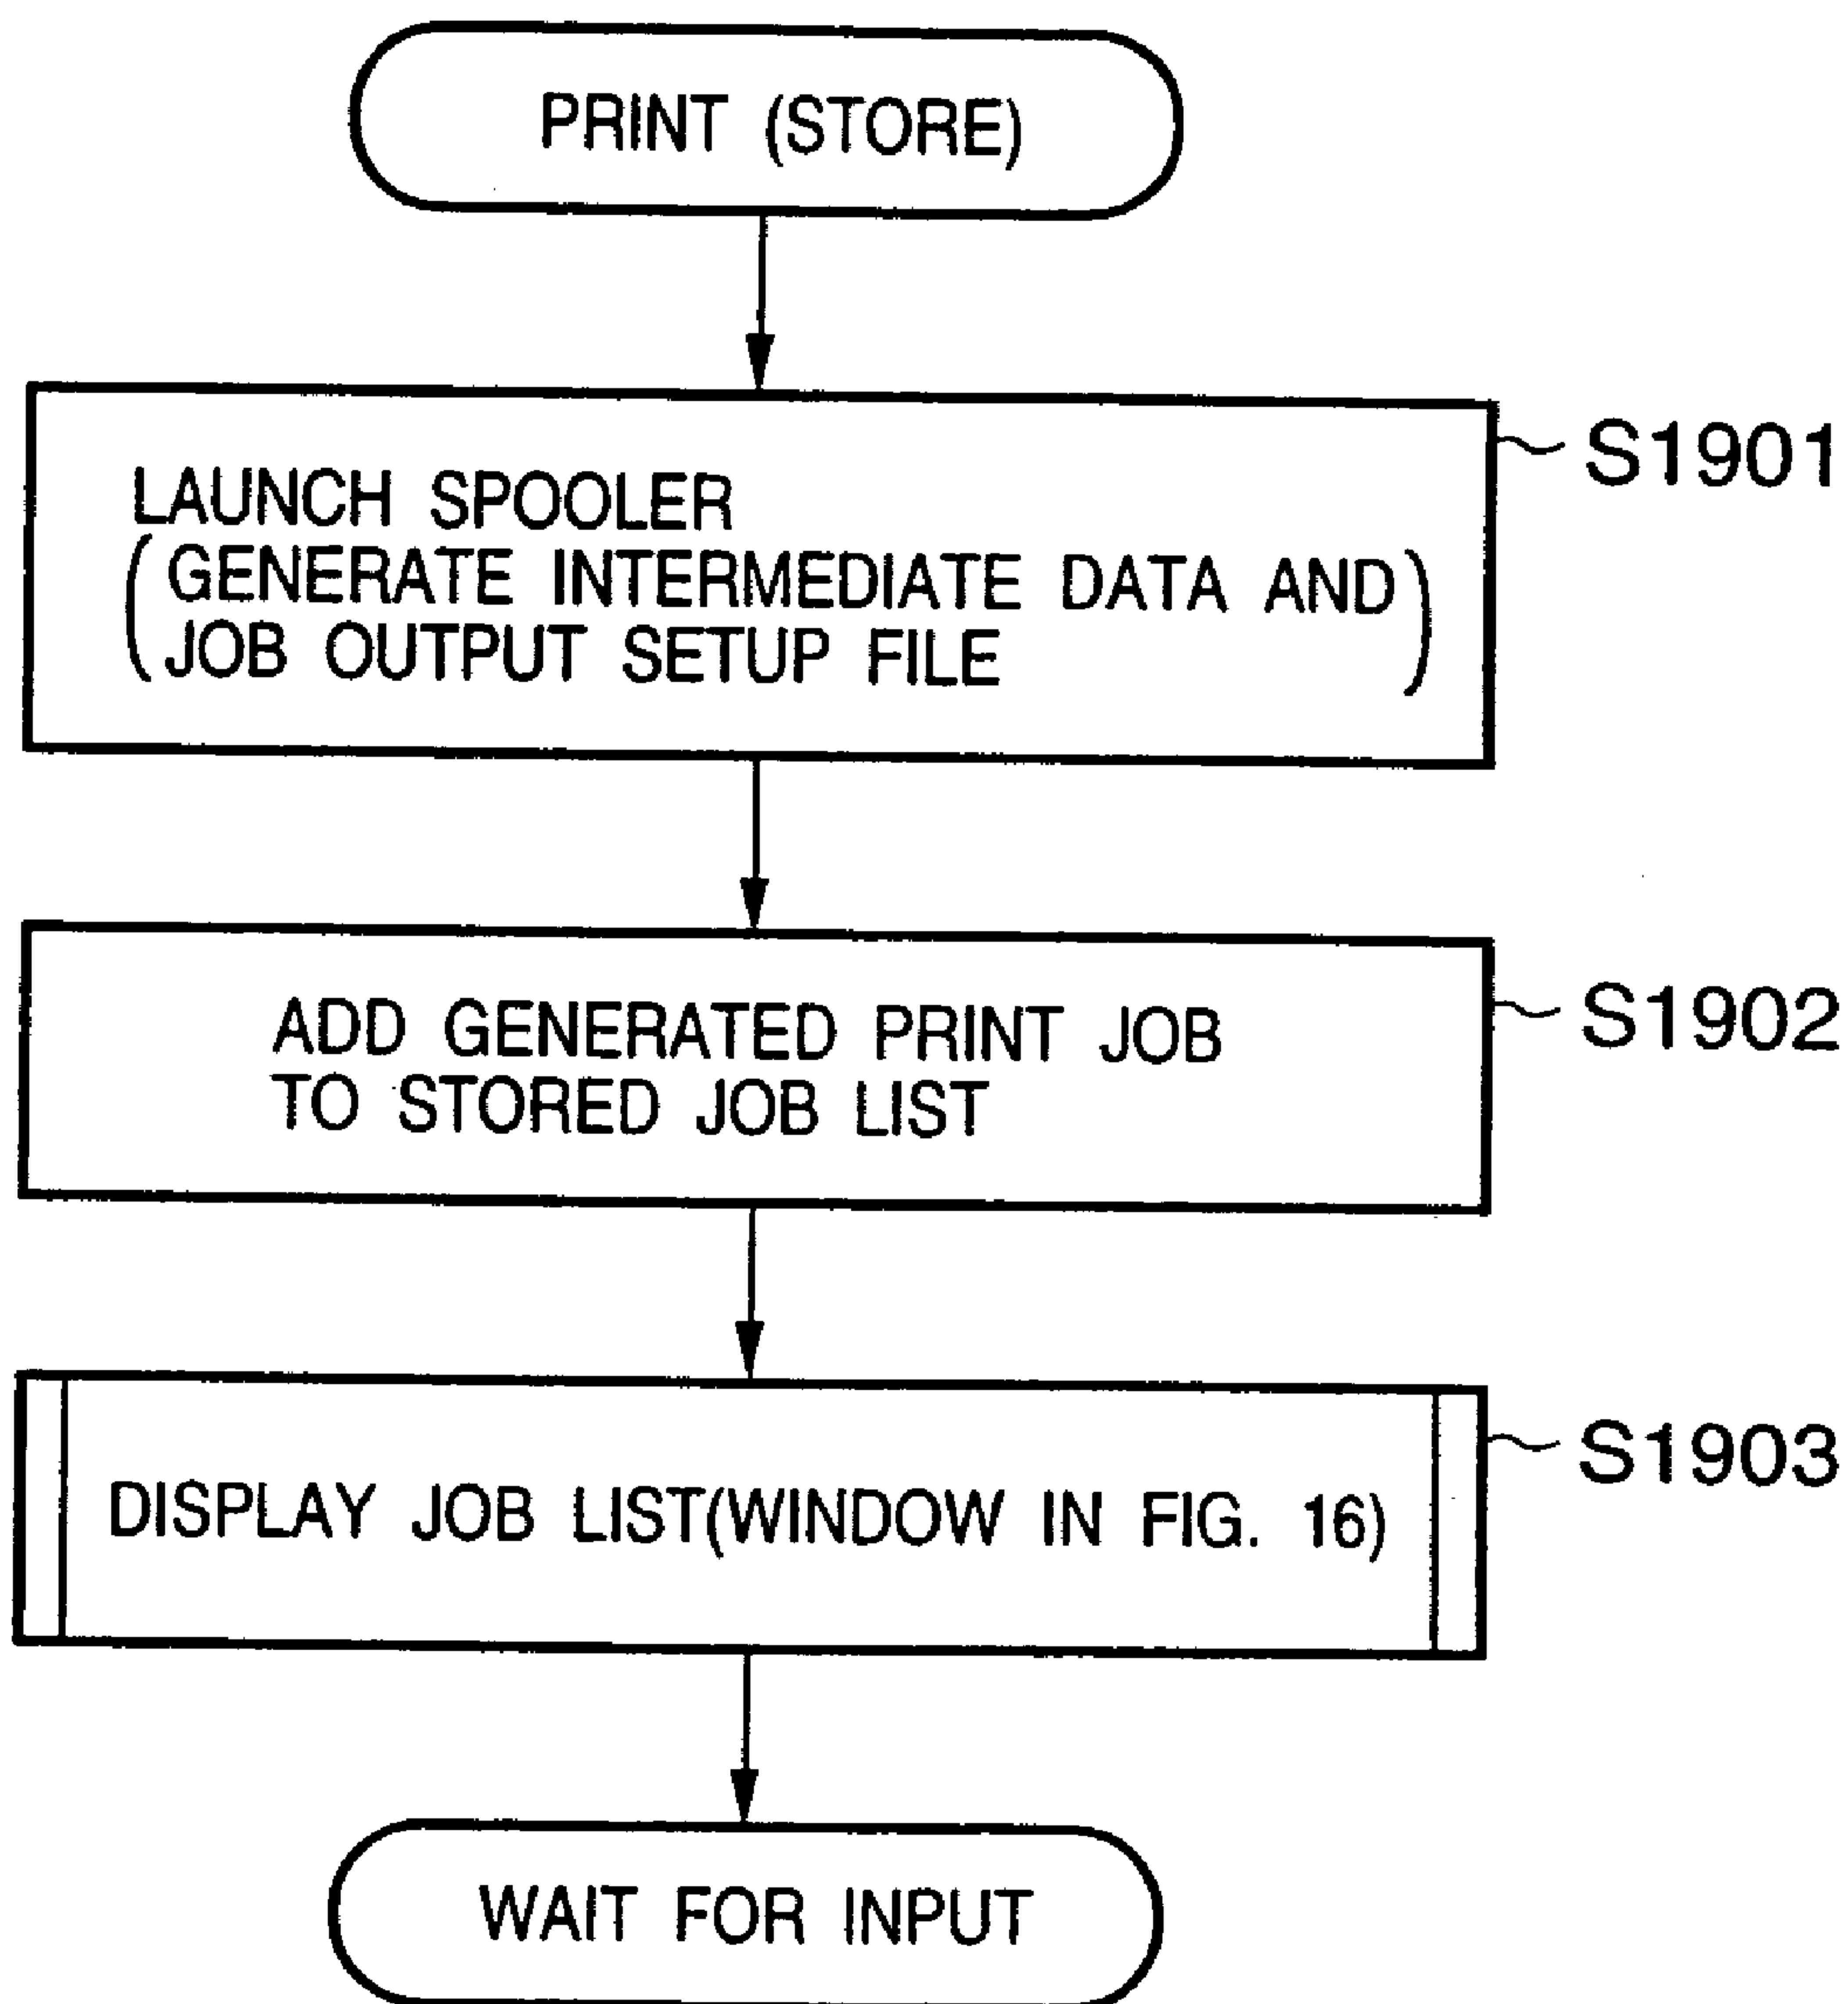 PRINT (STORE)
S1901
LAUNCH SPOOLER
(GENERATE INTERMEDIATE DATA AND
JOB OUTPUT SETUP FILE)
S1902
ADD GENERATED PRINT JOB
TO STORED JOB LIST
S1903
DISPLAY JOB LIST(WINDOW IN FIG. 16)
WAIT FOR INPUT